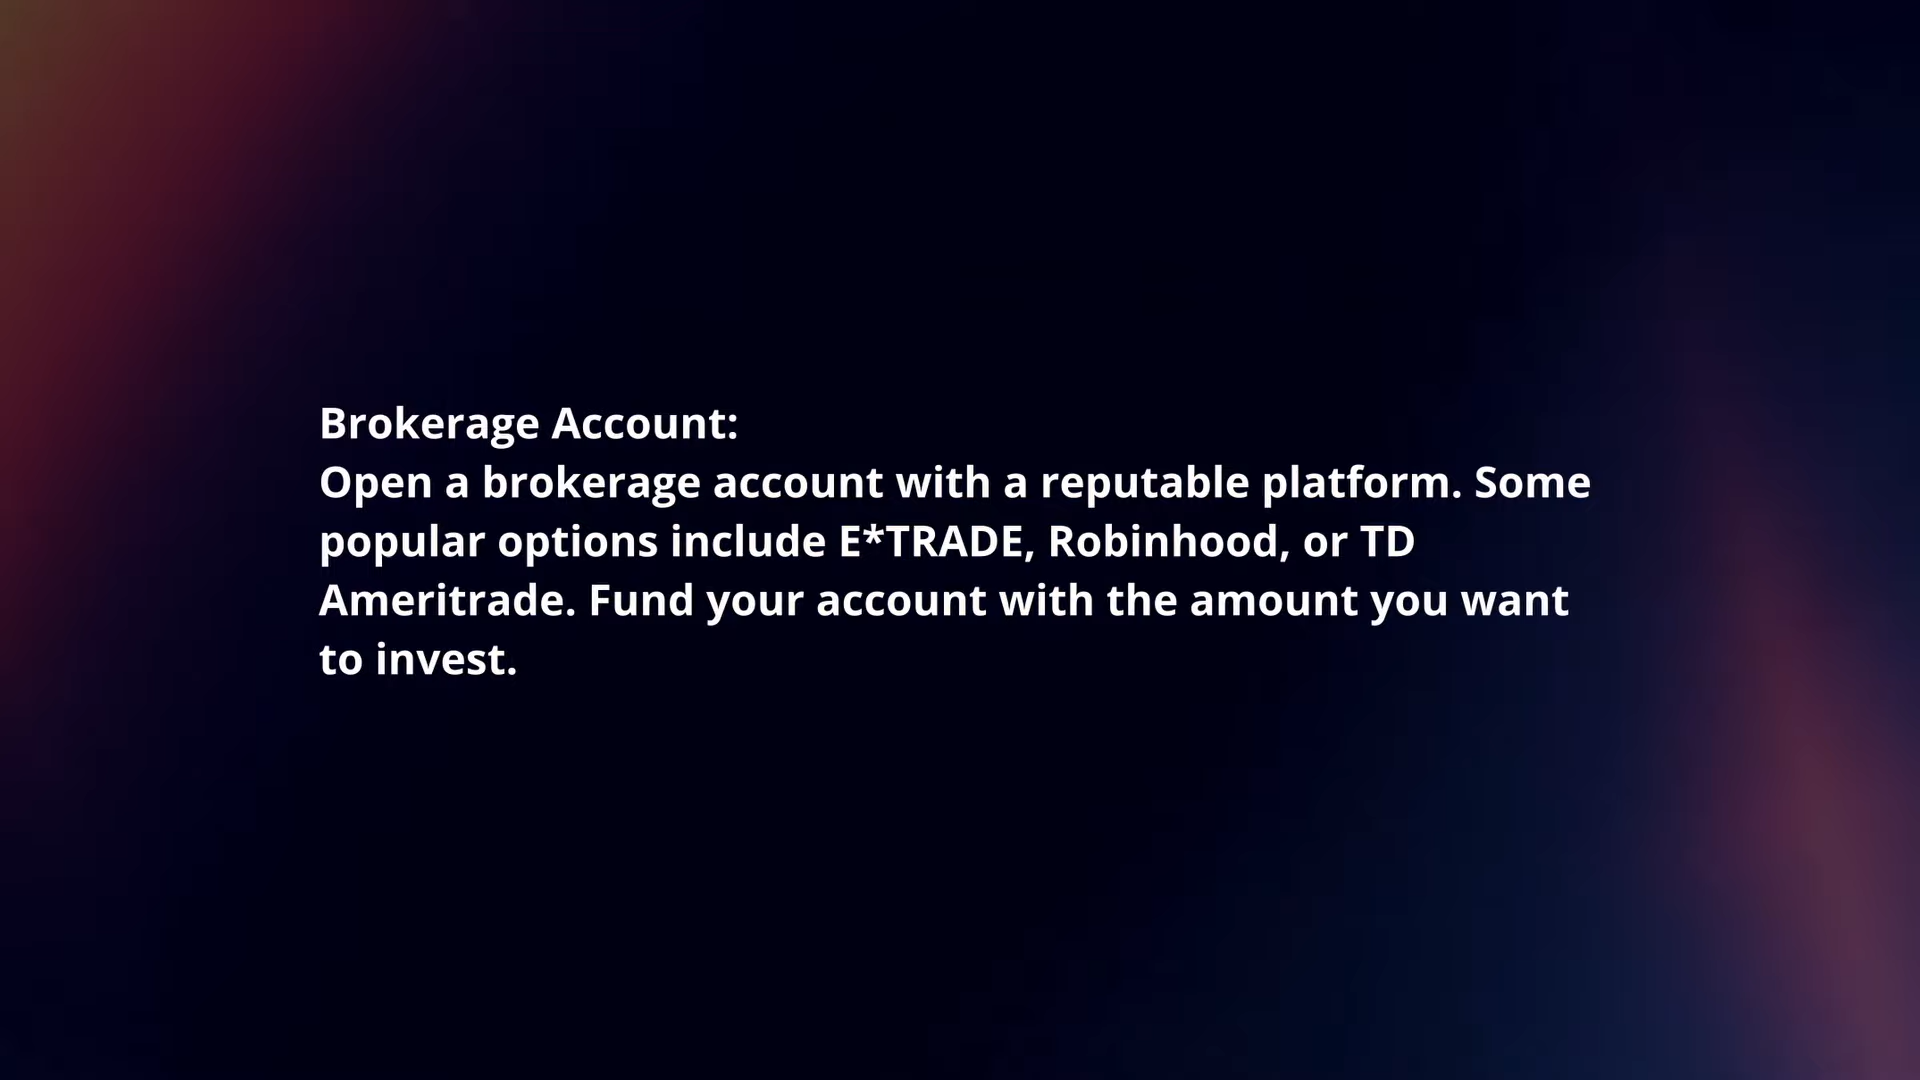 Brokerage Account:
Open a brokerage account with a reputable platform. Some
popular options include E*TRADE, Robinhood, or TD
Ameritrade. Fund your account with the amount you want
to invest.